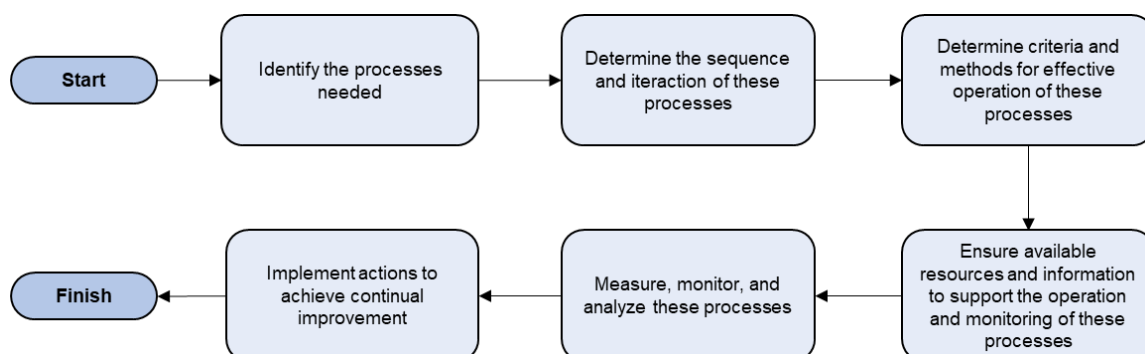 Start
Identify the processes
needed
Determine the sequence
and iteraction of these
processes
Determine criteria and
methods for effective
operation of these
processes
Ensure available
resources and information
to support the operation
and monitoring of these
processes
Measure, monitor, and
analyze these processes
Implement actions to
achieve continual
improvement
Finish